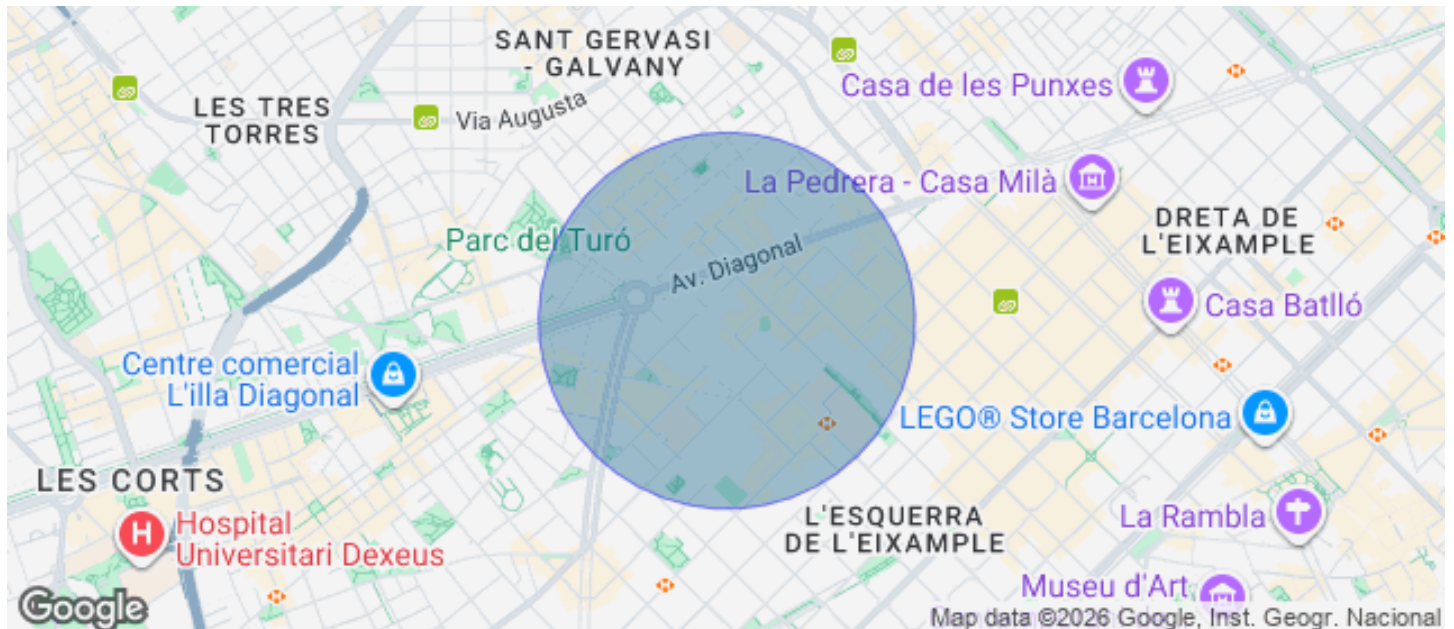 SANT GERVASI
- GALVANY
Casa de les Punxes
LES TRES
TORRES
Via Augusta
La Pedrera - Casa Milà
DRETA DE
L'EIXAMPLE
Parc del Turó
Av. Diagonal
Casa Batlló
Centre comercial
L'illa Diagonal
LEGO® Store Barcelona
LES CORTS
L'ESQUERRA
DE L'EIXAMPLE
La Rambla
H
Hospital
Universitari Dexeus
Museu d'Art
Google
Map data ©2026 Google, Inst. Geogr. Nacional